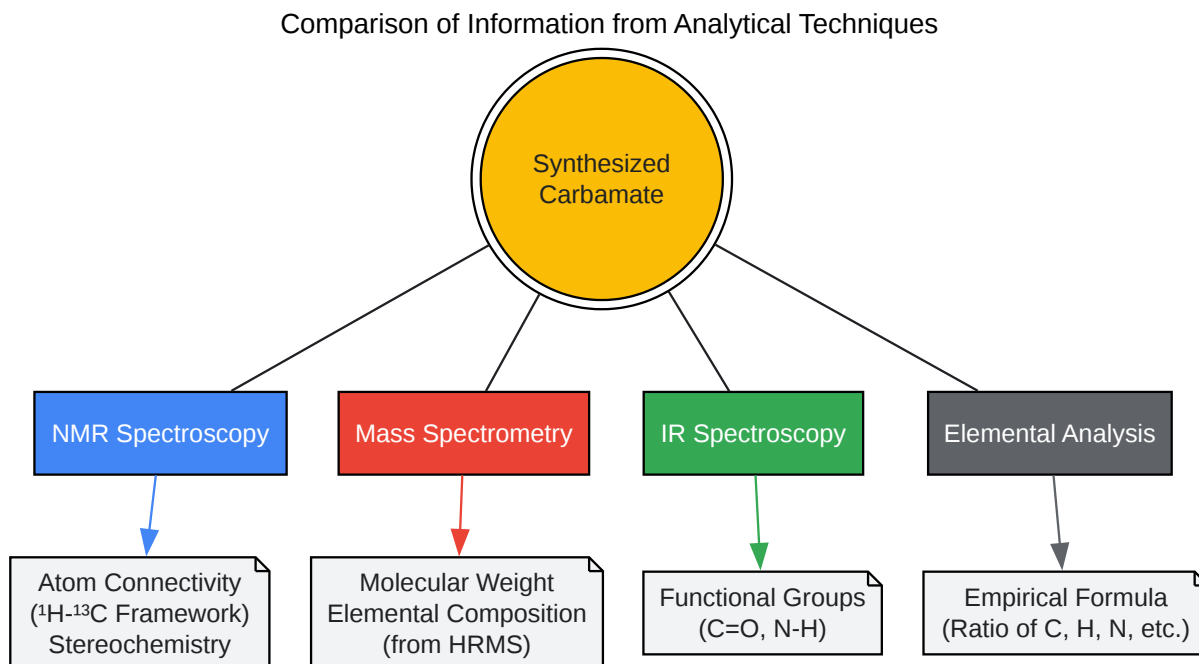 Comparison of Information from Analytical Techniques
Synthesized
Carbamate
NMR Spectroscopy
Mass Spectrometry
IR Spectroscopy
Elemental Analysis
Atom Connectivity
(¹H-¹³C Framework)
Stereochemistry
Molecular Weight
Elemental Composition
(from HRMS)
Functional Groups
(C=O, N-H)
Empirical Formula
(Ratio of C, H, N, etc.)